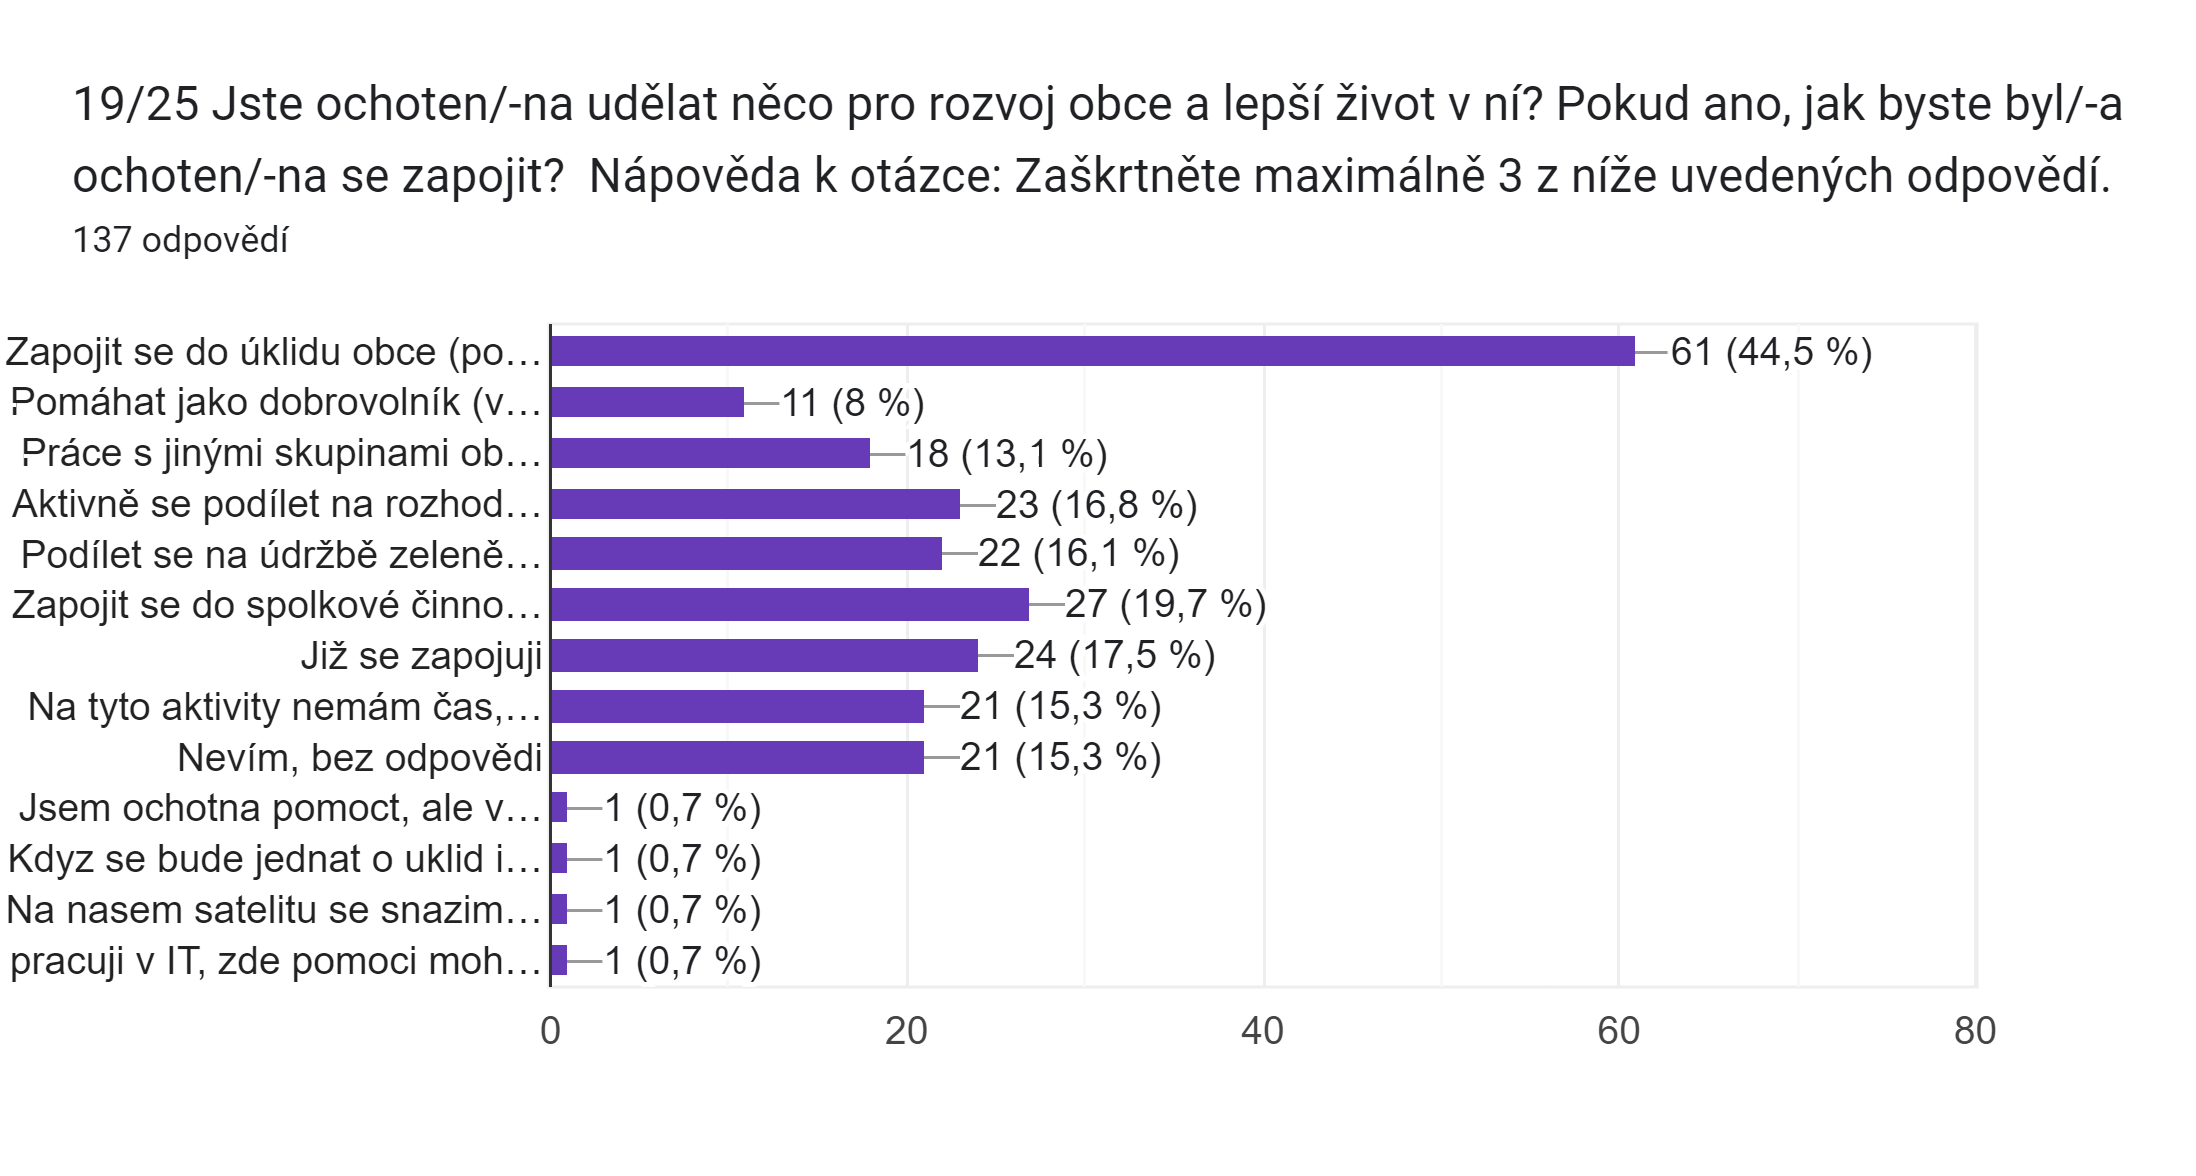 19/25 Jste ochoten/-na udělat něco pro rozvoj obce a lepší život v ní? Pokud ano, jak byste byl/-a
ochoten/-na se zapojit?  Nápověda k otázce: Zaškrtněte maximálně 3 z níže uvedených odpovědí.
137 odpovědí
Zapojit se do úklidu obce (po… 61 (44,5 %)
Pomáhat jako dobrovolník (v… 11 (8 %)
Práce s jinými skupinami ob… 18 (13,1 %)
Aktivně se podílet na rozhod… 23 (16,8 %)
Podílet se na údržbě zeleně… 22 (16,1 %)
Zapojit se do spolkové činno… 27 (19,7 %)
Již se zapojuji 24 (17,5 %)
Na tyto aktivity nemám čas,… 21 (15,3 %)
Nevím, bez odpovědi 21 (15,3 %)
Jsem ochotna pomoct, ale v… 1 (0,7 %)
Kdyz se bude jednat o uklid i… 1 (0,7 %)
Na nasem satelitu se snazim… 1 (0,7 %)
pracuji v IT, zde pomoci moh… 1 (0,7 %)
0 20 40 60 80